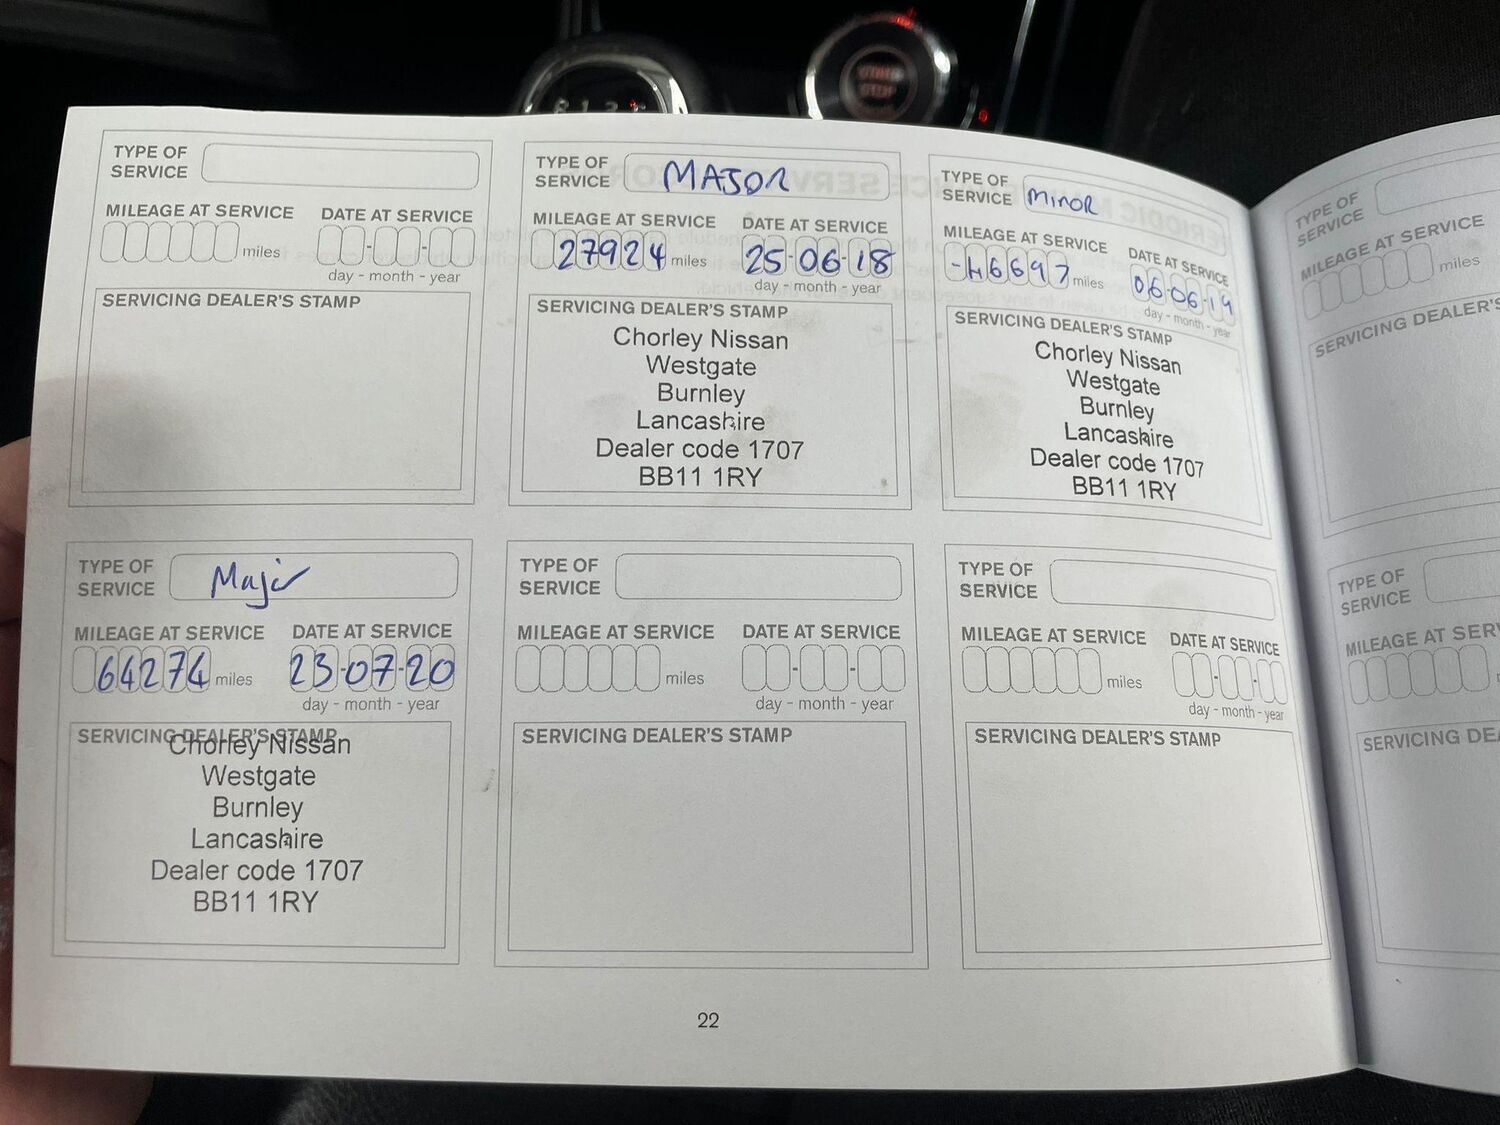 TYPE OF
SERVICE
MILEAGE AT SERVICE DATE AT SERVICE
miles
day - month - year
SERVICING DEALER'S STAMP
TYPE OF
SERVICE MAJOR
MILEAGE AT SERVICE DATE AT SERVICE
27924 miles 25-06-18
day - month - year
SERVICING DEALER'S STAMP
Chorley Nissan
Westgate
Burnley
Lancashire
Dealer code 1707
BB11 1RY
TYPE OF
SERVICE MINOR
MILEAGE AT SERVICE DATE AT SERVICE
-46697 miles 06-06-19
day - month - year
SERVICING DEALER'S STAMP
Chorley Nissan
Westgate
Burnley
Lancashire
Dealer code 1707
BB11 1RY
TYPE OF
SERVICE
MILEAGE AT SERVICE
miles
SERVICING DEALER'S
TYPE OF
SERVICE Major
MILEAGE AT SERVICE DATE AT SERVICE
64274 miles 23-07-20
day - month - year
SERVICING DEALER'S STAMP
Chorley Nissan
Westgate
Burnley
Lancashire
Dealer code 1707
BB11 1RY
TYPE OF
SERVICE
MILEAGE AT SERVICE DATE AT SERVICE
miles
day - month - year
SERVICING DEALER'S STAMP
TYPE OF
SERVICE
MILEAGE AT SERVICE DATE AT SERVICE
miles
day - month - year
SERVICING DEALER'S STAMP
TYPE OF
SERVICE
MILEAGE AT SERV
SERVICING DEA
22